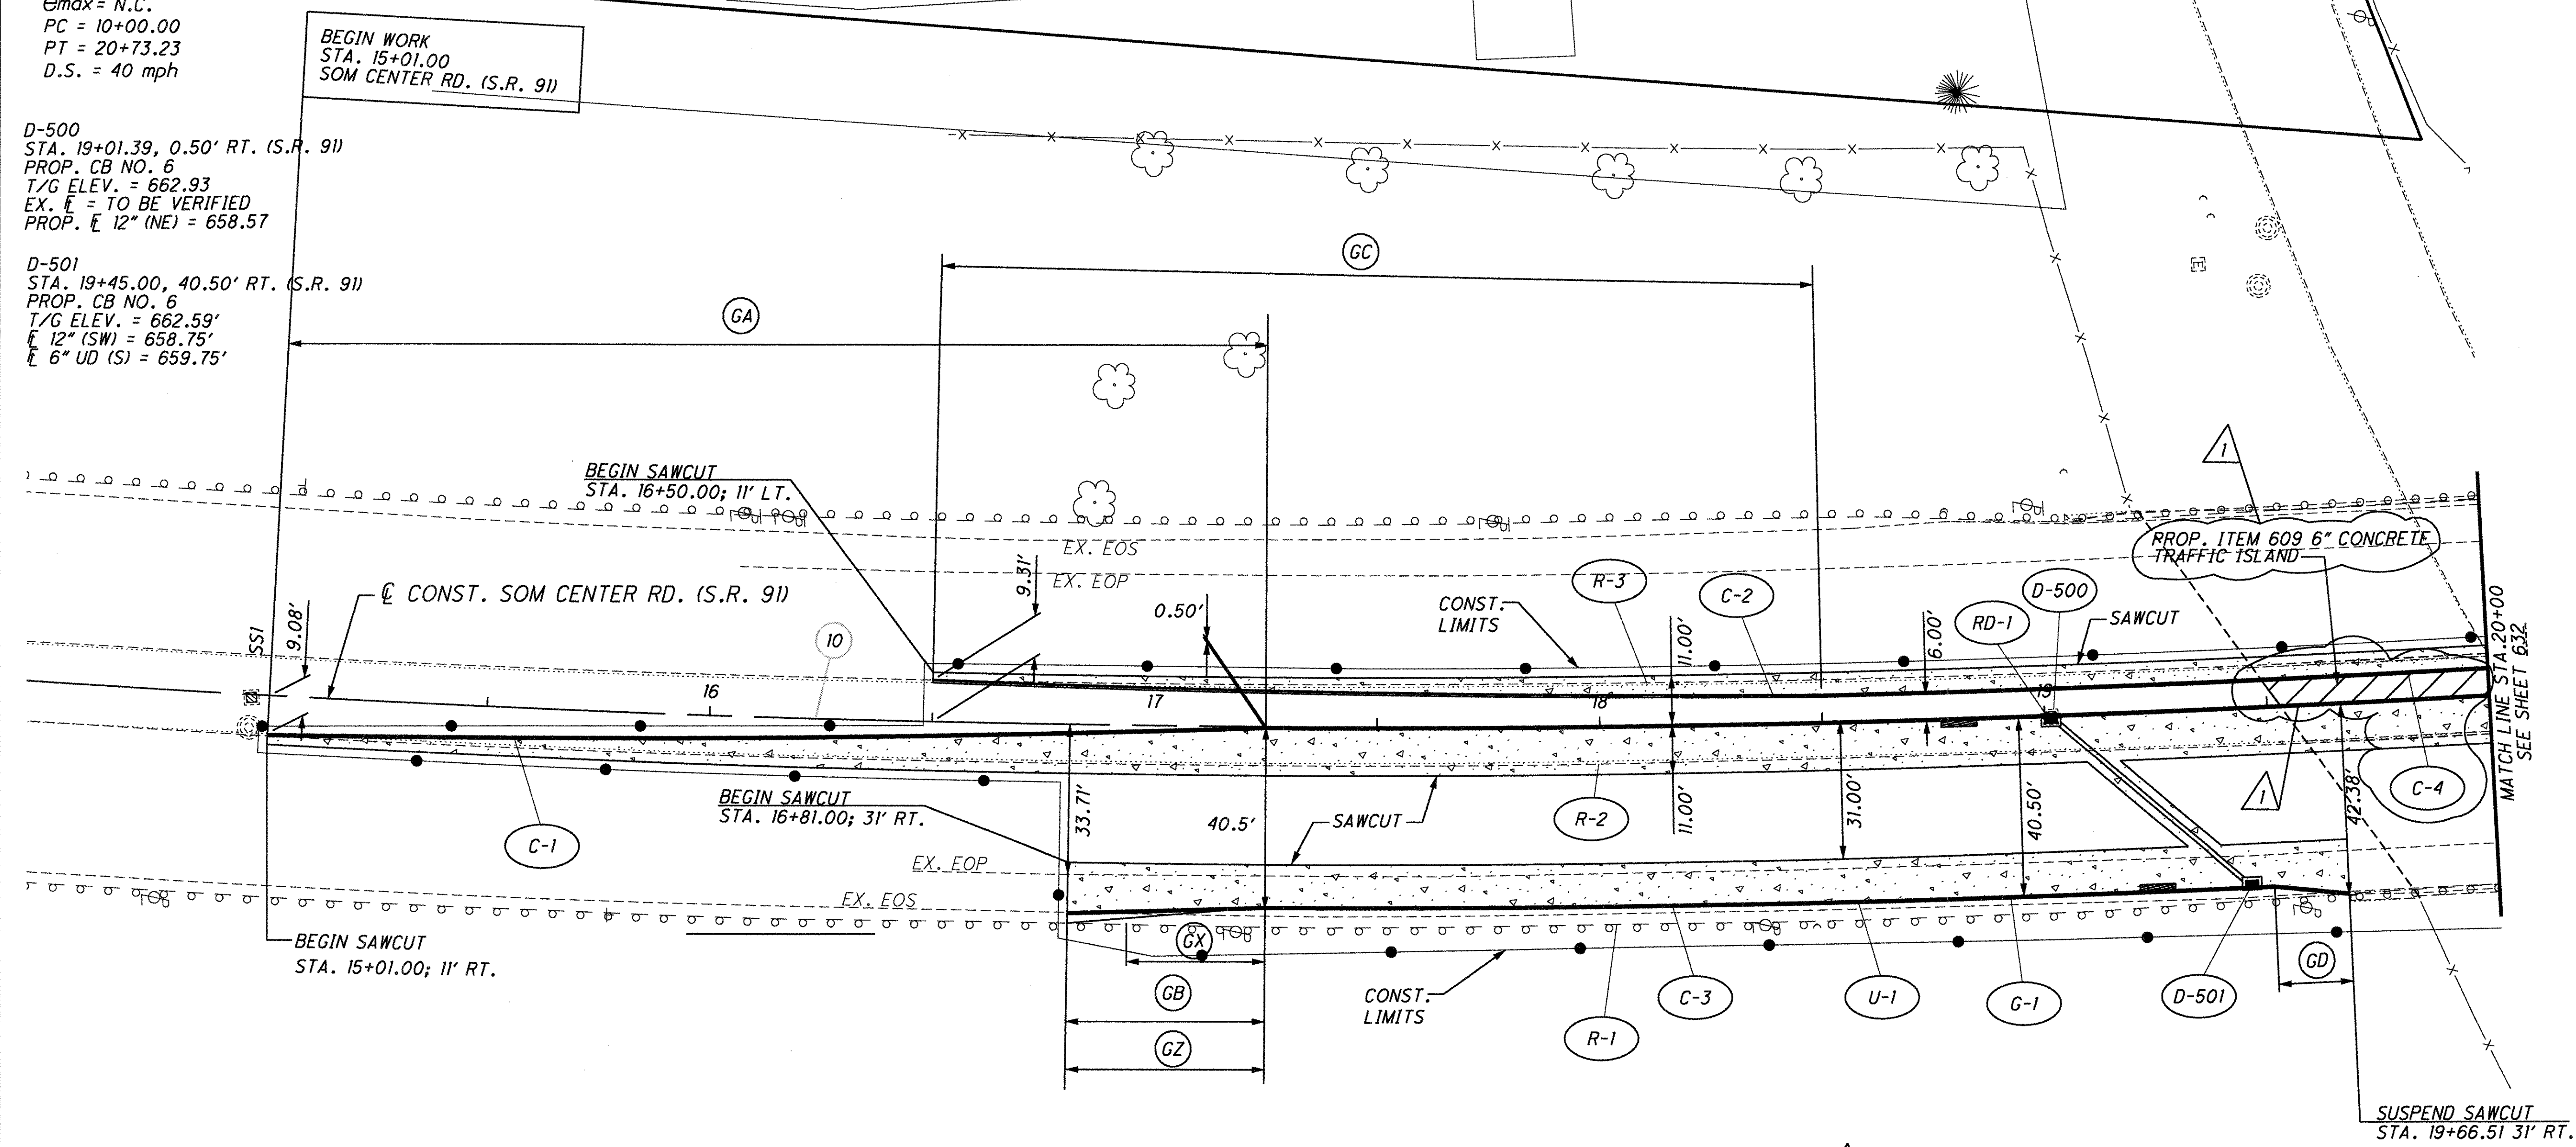 emax = N.C.
PC = 10+00.00
PT = 20+73.23
D.S. = 40 mph
BEGIN WORK
STA. 15+01.00
SOM CENTER RD. (S.R. 91)
D-500
STA. 19+01.39, 0.50' RT. (S.R. 91)
PROP. CB NO. 6
T/G ELEV. = 662.93
EX. ℄ = TO BE VERIFIED
PROP. ℄ 12" (NE) = 658.57
D-501
STA. 19+45.00, 40.50' RT. (S.R. 91)
PROP. CB NO. 6
T/G ELEV. = 662.59'
℄ 12" (SW) = 658.75'
℄ 6" UD (S) = 659.75'
GC
GA
E
1
BEGIN SAWCUT
STA. 16+50.00; 11' LT.
EX. EOS
EX. EOP
PROP. ITEM 609 6" CONCRETE
TRAFFIC ISLAND
℄ CONST. SOM CENTER RD. (S.R. 91)
SS1
9.08'
10
9.31'
0.50'
CONST.
LIMITS
R-3
C-2
11.00'
6.00'
RD-1
D-500
SAWCUT
16
17
18
19
MATCH LINE STA.20+00
SEE SHEET 632
BEGIN SAWCUT
STA. 16+81.00; 31' RT.
C-1
33.71'
40.5'
SAWCUT
R-2
11.00'
31.00'
40.50'
1
42.38'
C-4
EX. EOP
EX. EOS
BEGIN SAWCUT
STA. 15+01.00; 11' RT.
GX
GB
GZ
CONST.
LIMITS
R-1
C-3
U-1
G-1
D-501
GD
SUSPEND SAWCUT
STA. 19+66.51 31' RT.